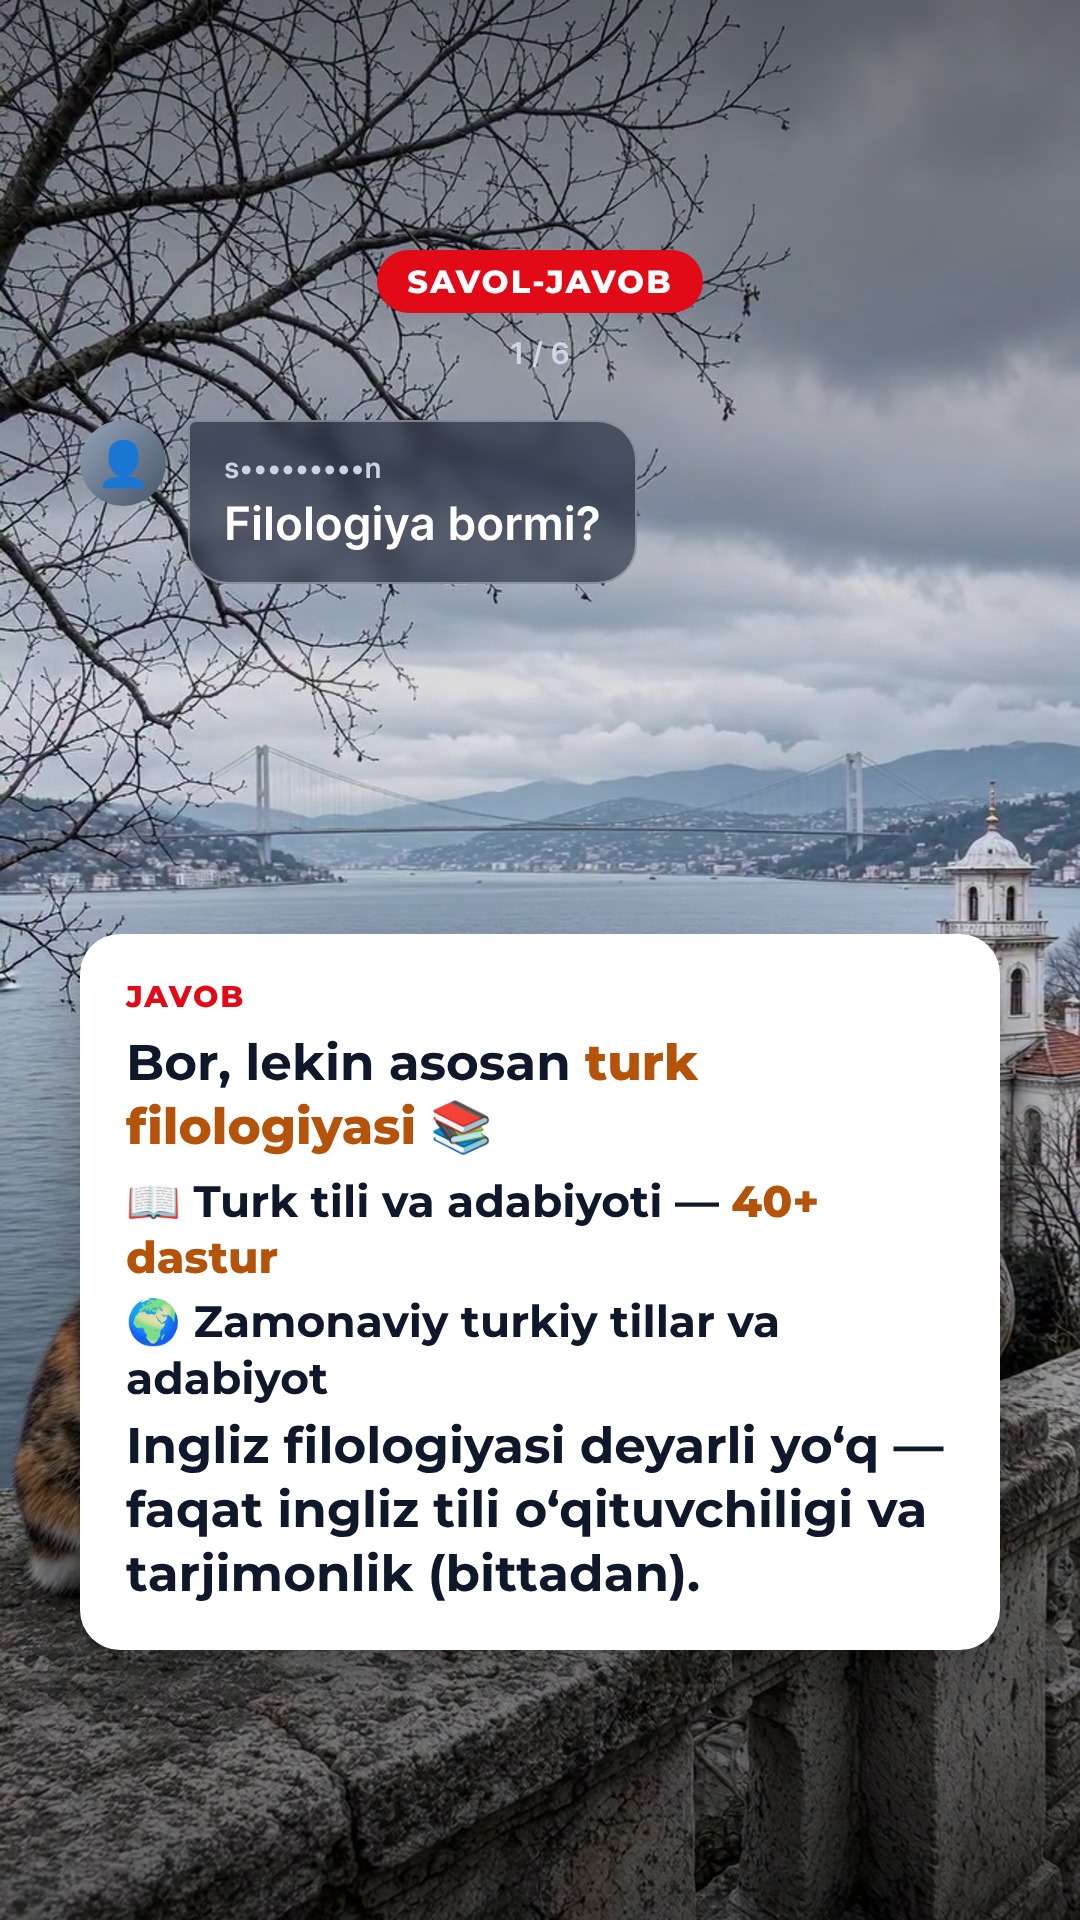 SAVOL-JAVOB
1 / 6
s•••••••••n
Filologiya bormi?
JAVOB
Bor, lekin asosan turk
filologiyasi 📚
📖 Turk tili va adabiyoti — 40+
dastur
🌍 Zamonaviy turkiy tillar va
adabiyot
Ingliz filologiyasi deyarli yo‘q —
faqat ingliz tili o‘qituvchiligi va
tarjimonlik (bittadan).